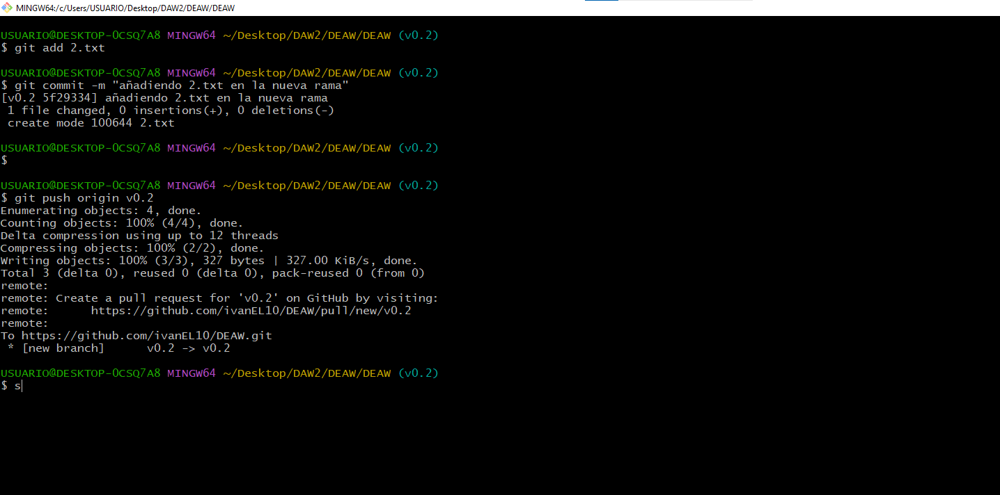 MINGW64:/c/Users/USUARIO/Desktop/DAW2/DEAW/DEAW
USUARIO@DESKTOP-0CSQ7A8 MINGW64 ~/Desktop/DAW2/DEAW/DEAW (v0.2)
$ git add 2.txt
USUARIO@DESKTOP-0CSQ7A8 MINGW64 ~/Desktop/DAW2/DEAW/DEAW (v0.2)
$ git commit -m "añadiendo 2.txt en la nueva rama"
[v0.2 5f29334] añadiendo 2.txt en la nueva rama
 1 file changed, 0 insertions(+), 0 deletions(-)
 create mode 100644 2.txt
USUARIO@DESKTOP-0CSQ7A8 MINGW64 ~/Desktop/DAW2/DEAW/DEAW (v0.2)
$
USUARIO@DESKTOP-0CSQ7A8 MINGW64 ~/Desktop/DAW2/DEAW/DEAW (v0.2)
$ git push origin v0.2
Enumerating objects: 4, done.
Counting objects: 100% (4/4), done.
Delta compression using up to 12 threads
Compressing objects: 100% (2/2), done.
Writing objects: 100% (3/3), 327 bytes | 327.00 KiB/s, done.
Total 3 (delta 0), reused 0 (delta 0), pack-reused 0 (from 0)
remote:
remote: Create a pull request for 'v0.2' on GitHub by visiting:
remote:      https://github.com/ivanEL10/DEAW/pull/new/v0.2
remote:
To https://github.com/ivanEL10/DEAW.git
 * [new branch]      v0.2 -> v0.2
USUARIO@DESKTOP-0CSQ7A8 MINGW64 ~/Desktop/DAW2/DEAW/DEAW (v0.2)
$ s